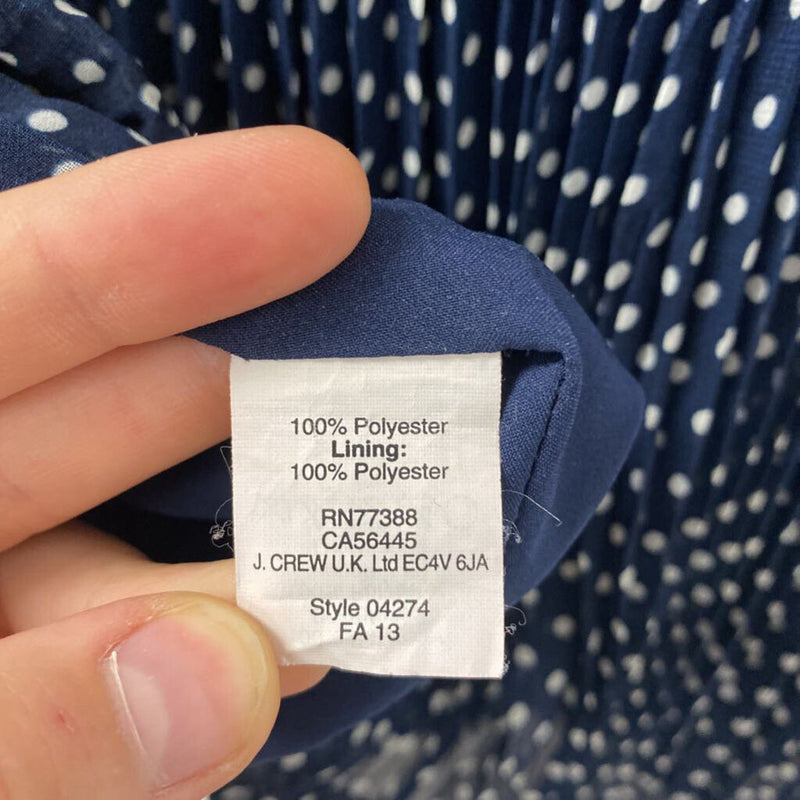 100% Polyester
Lining:
100% Polyester
RN77388
CA56445
J. CREW U.K. Ltd EC4V 6JA
Style 04274
FA 13